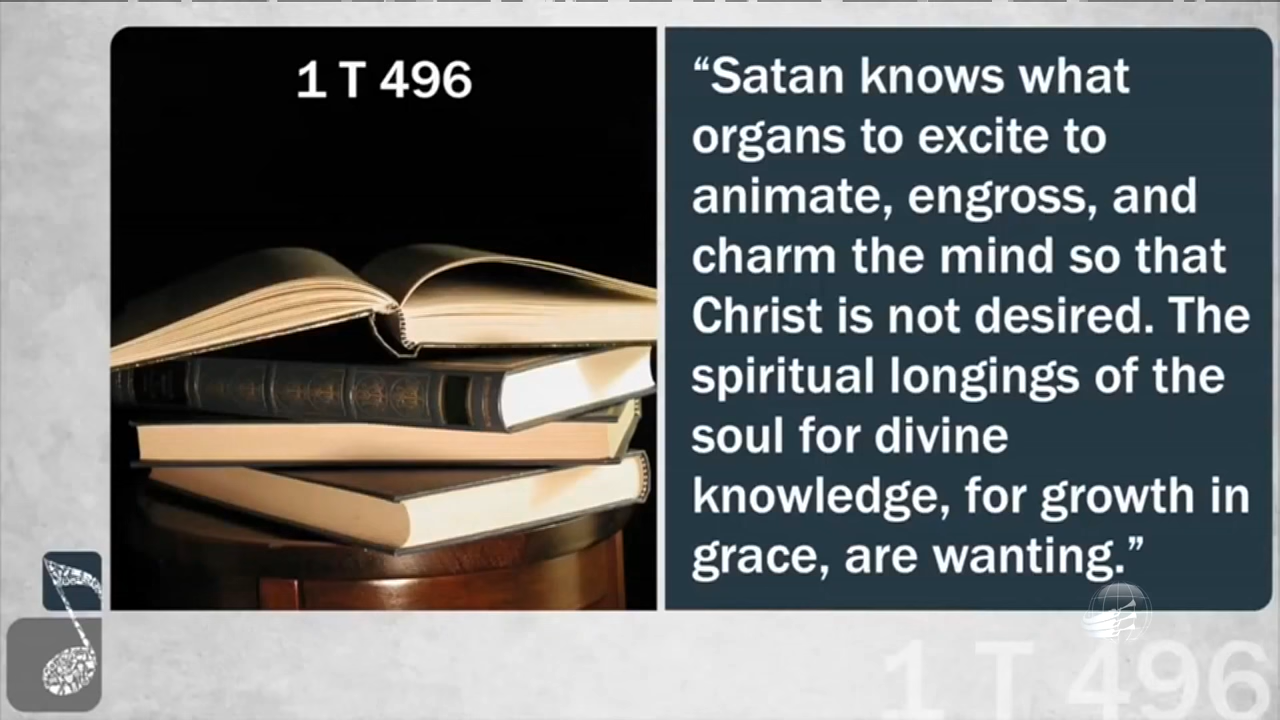 1 T 496
“Satan knows what
organs to excite to
animate, engross, and
charm the mind so that
Christ is not desired. The
spiritual longings of the
soul for divine
knowledge, for growth in
grace, are wanting.”
1 T 496